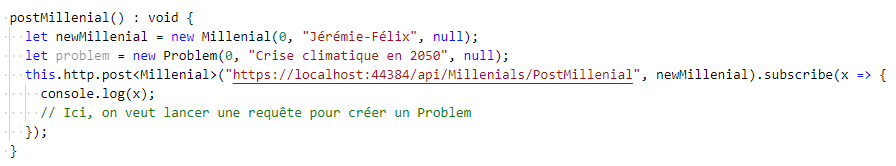 postMillenial() : void {
let newMillenial = new Millenial(0, "Jérémie-Félix", null);
let problem = new Problem(0, "Crise climatique en 2050", null);
this.http.post<Millenial>("https://localhost:44384/api/Millenials/PostMillenial", newMillenial).subscribe(x => {
console.log(x);
// Ici, on veut lancer une requête pour créer un Problem
});
}